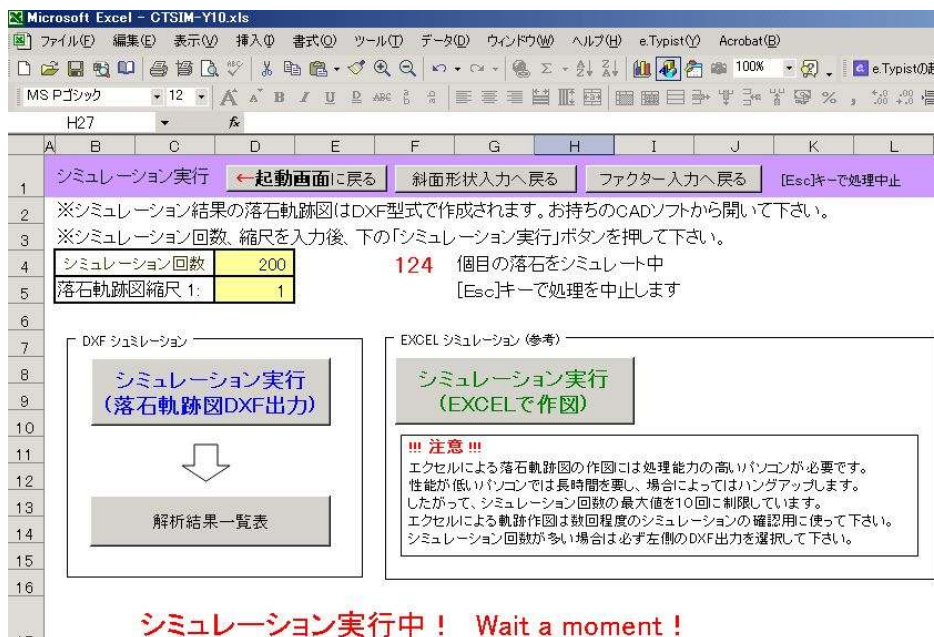 Microsoft Excel - CTSIM-Y10.xls
ファイル(F) 編集(E) 表示(V) 挿入(I) 書式(O) ツール(T) データ(D) ウィンドウ(W) ヘルプ(H) e.Typist(Y) Acrobat(B)
100% e.Typistの
MS Pゴシック 12 B I U
H27 fx
A B C D E F G H I J K L
1 シミュレーション実行 ←起動画面に戻る 斜面形状入力へ戻る ファクター入力へ戻る [Esc]キーで処理中止
2 ※シミュレーション結果の落石軌跡図はDXF型式で作成されます。お持ちのCADソフトから開いて下さい。
3 ※シミュレーション回数、縮尺を入力後、下の「シミュレーション実行」ボタンを押して下さい。
4 シミュレーション回数 200 124 個目の落石をシミュレート中
5 落石軌跡図縮尺 1: 1 [Esc]キーで処理を中止します
6
7 DXF シュミレーション EXCEL シミュレーション (参考)
8 シミュレーション実行 シミュレーション実行
9 (落石軌跡図DXF出力) (EXCELで作図)
10
11 !!! 注意 !!!
エクセルによる落石軌跡図の作図には処理能力の高いパソコンが必要です。
12 性能が低いパソコンでは長時間を要し、場合によってはハングアップします。
13 したがって、シミュレーション回数の最大値を10回に制限しています。
エクセルによる軌跡作図は数回程度のシミュレーションの確認用に使って下さい。
14 シミュレーション回数が多い場合は必ず左側のDXF出力を選択して下さい。
解析結果一覧表
15
16
シミュレーション実行中! Wait a moment !